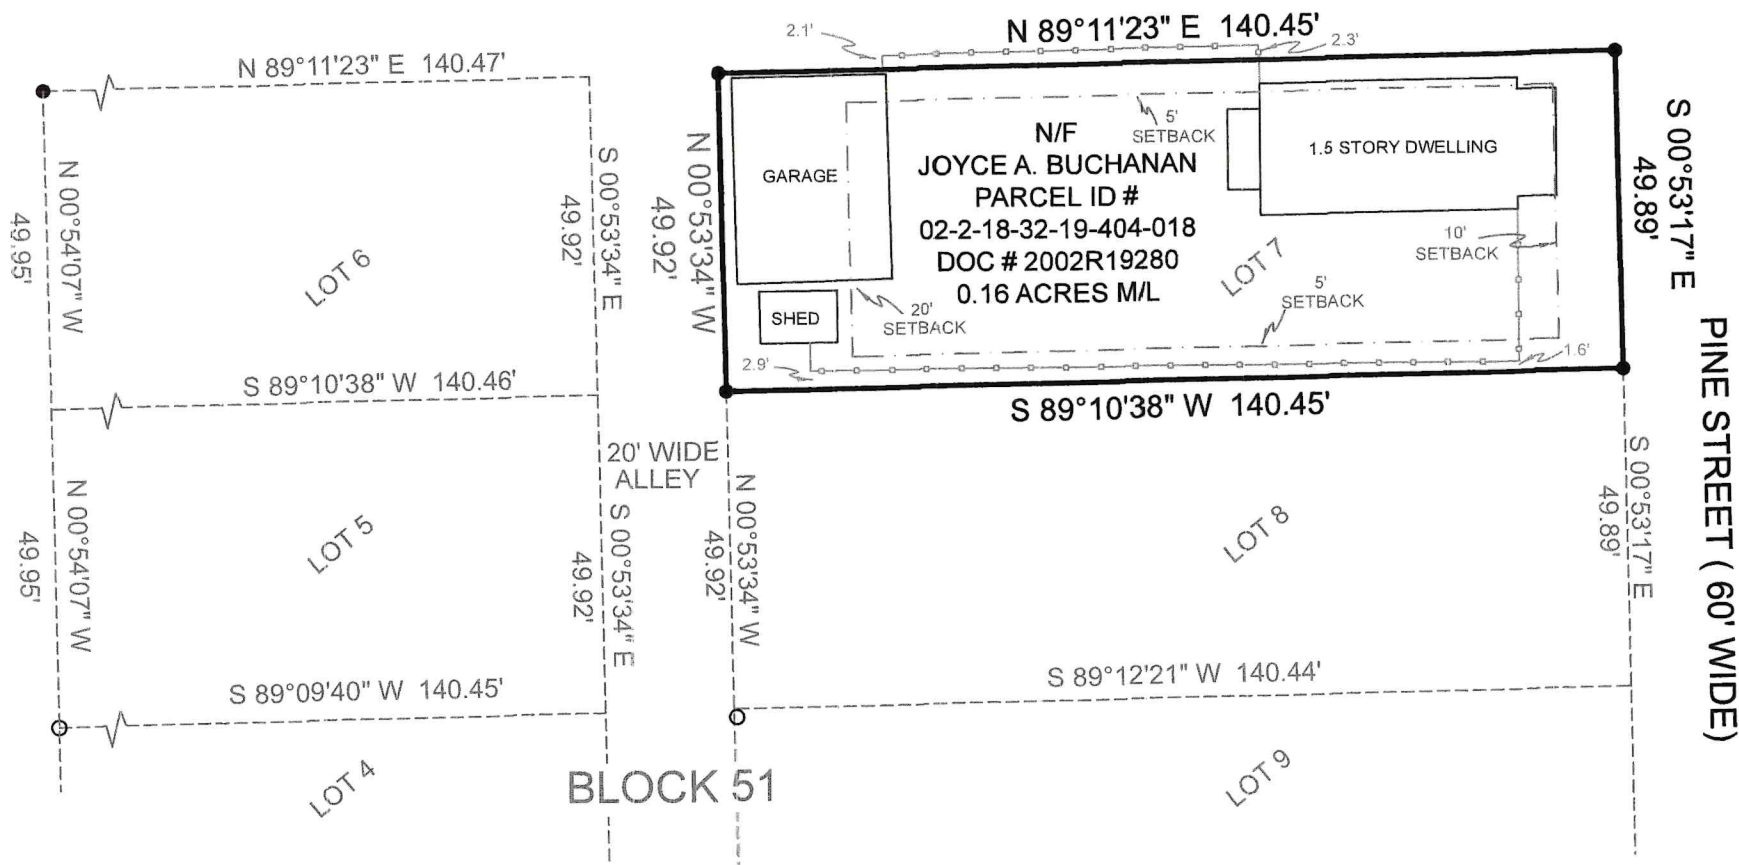 N 89°11'23" E 140.45'
2.1'
2.3'
N 89°11'23" E 140.47'
N 00°54'07" W
49.95'
LOT 6
S 00°53'34" E
49.92'
N 00°53'34" W
49.92'
GARAGE
N/F
JOYCE A. BUCHANAN
PARCEL ID #
02-2-18-32-19-404-018
DOC # 2002R19280
0.16 ACRES M/L
5'
SETBACK
1.5 STORY DWELLING
S 00°53'17" E
49.89'
LOT 7
10'
SETBACK
5'
SETBACK
20'
SETBACK
SHED
2.9'
1.6'
S 89°10'38" W 140.46'
S 89°10'38" W 140.45'
PINE STREET ( 60' WIDE)
20' WIDE
ALLEY
N 00°54'07" W
49.95'
LOT 5
S 00°53'34" E
49.92'
N 00°53'34" W
49.92'
LOT 8
S 00°53'17" E
49.89'
S 89°09'40" W 140.45'
S 89°12'21" W 140.44'
LOT 4
BLOCK 51
LOT 9